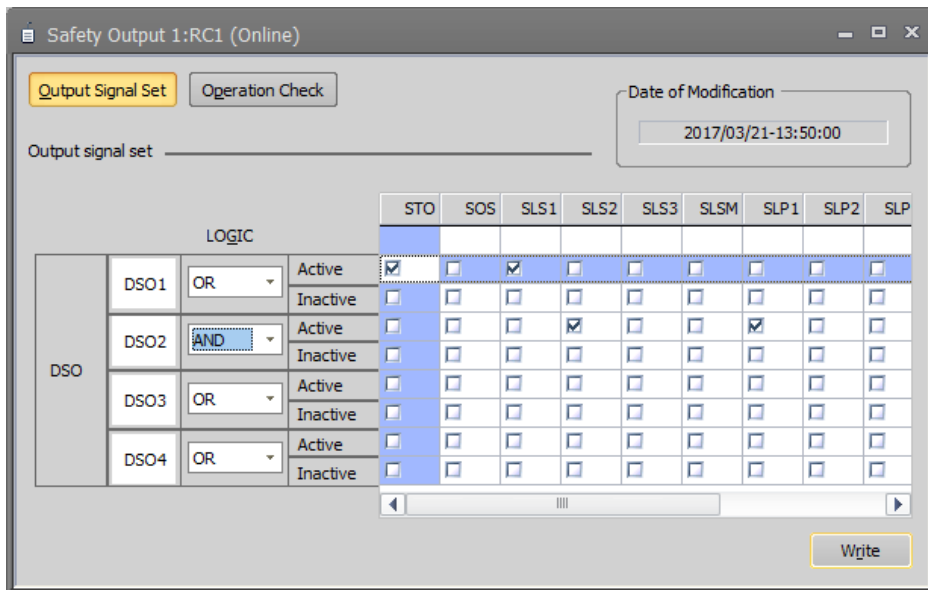 Safety Output 1:RC1 (Online)
Output Signal Set
Operation Check
Date of Modification
2017/03/21-13:50:00
Output signal set
STO SOS SLS1 SLS2 SLS3 SLSM SLP1 SLP2 SLP
LOGIC
DSO
DSO1 OR Active
Inactive
DSO2 AND Active
Inactive
DSO3 OR Active
Inactive
DSO4 OR Active
Inactive
Write